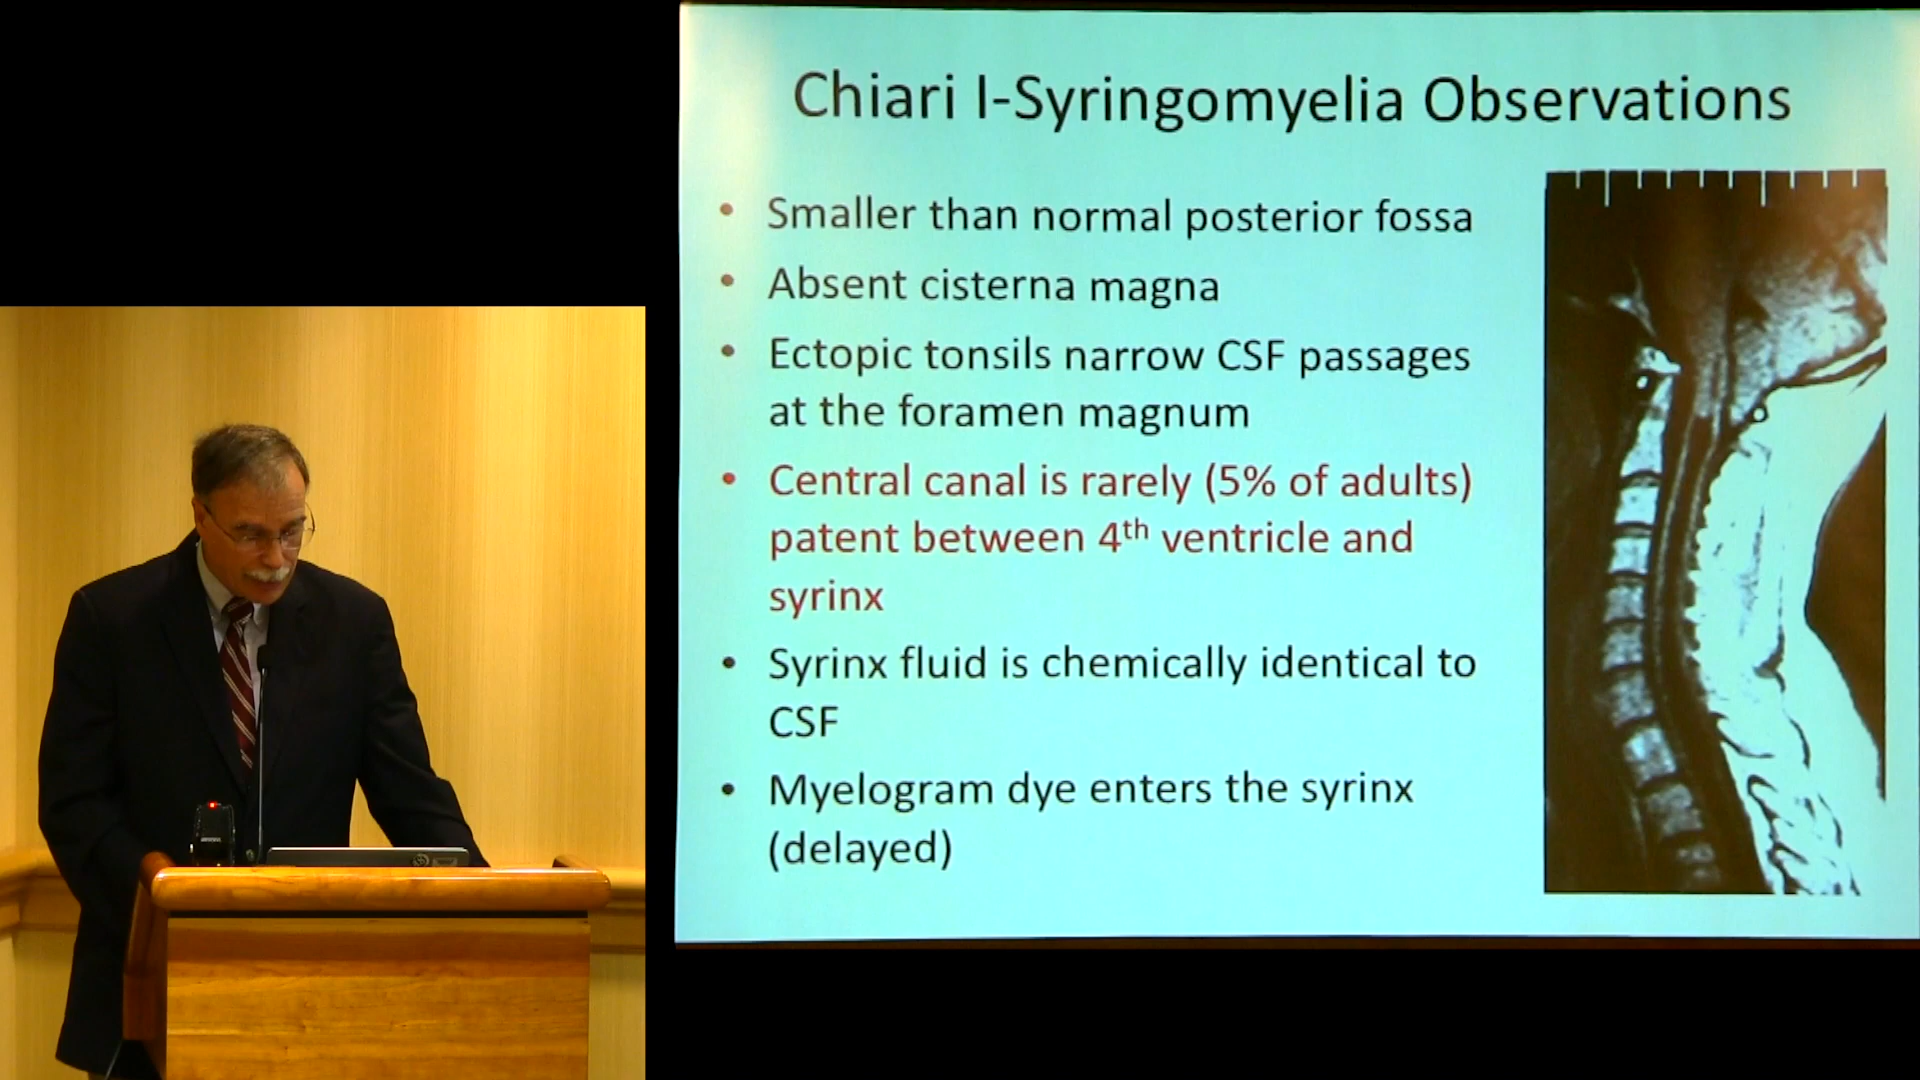 Chiari I-Syringomyelia Observations
• Smaller than normal posterior fossa
• Absent cisterna magna
• Ectopic tonsils narrow CSF passages
at the foramen magnum
• Central canal is rarely (5% of adults)
patent between 4th ventricle and
syrinx
• Syrinx fluid is chemically identical to
CSF
• Myelogram dye enters the syrinx
(delayed)